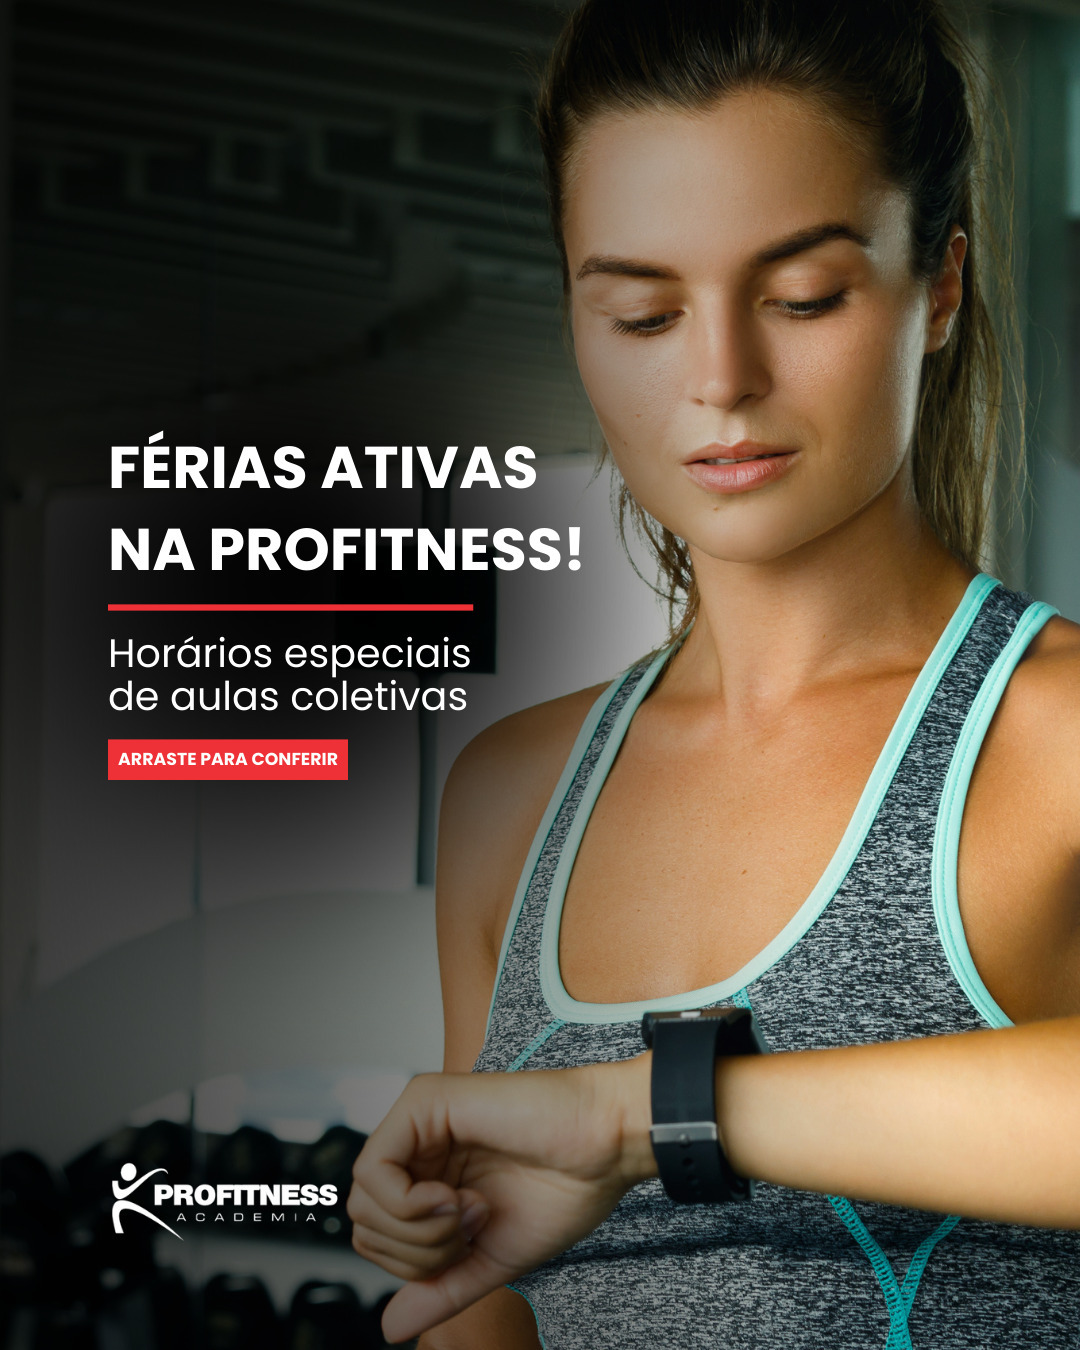 FÉRIAS ATIVAS
NA PROFITNESS!
Horários especiais
de aulas coletivas
ARRASTE PARA CONFERIR
PROFITNESS
ACADEMIA